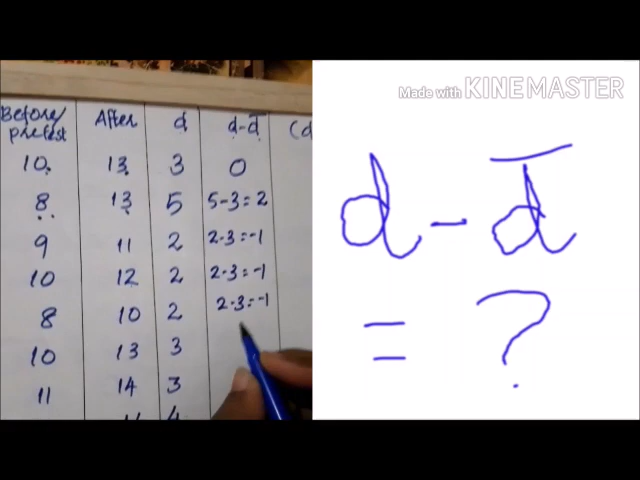 Made with KINEMASTER
Before/ After d d-d̅ (d
pretest
10 13 3 0
8 13 5 5-3=2
9 11 2 2-3=-1
10 12 2 2-3=-1
8 10 2 2-3=-1
10 13 3
11 14 3
4
d - d̅
= ?